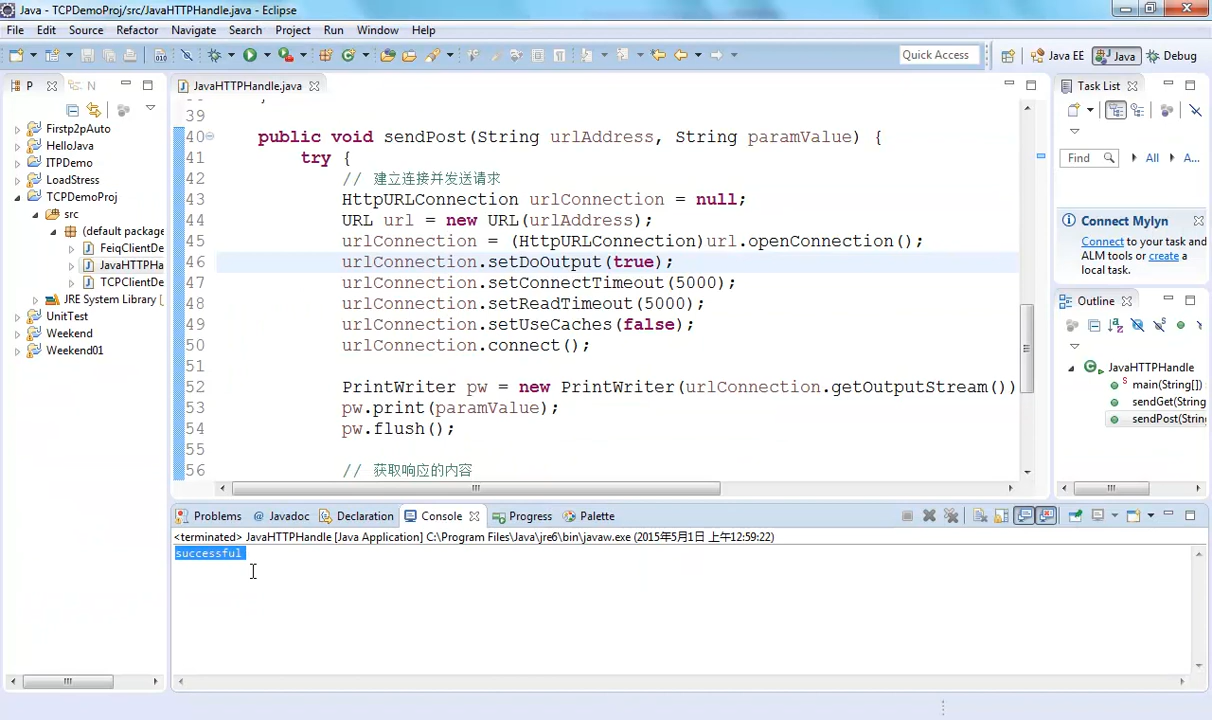 Java - TCPDemoProj/src/JavaHTTPHandle.java - Eclipse
File Edit Source Refactor Navigate Search Project Run Window Help
Quick Access
Java EE
Java
Debug
P
N
Firstp2pAuto
HelloJava
ITPDemo
LoadStress
TCPDemoProj
src
(default package
FeiqClientDe
JavaHTTPHa
TCPClientDe
JRE System Library [
UnitTest
Weekend
Weekend01
JavaHTTPHandle.java
39
40 public void sendPost(String urlAddress, String paramValue) {
41 try {
42 // 建立连接并发送请求
43 HttpURLConnection urlConnection = null;
44 URL url = new URL(urlAddress);
45 urlConnection = (HttpURLConnection)url.openConnection();
46 urlConnection.setDoOutput(true);
47 urlConnection.setConnectTimeout(5000);
48 urlConnection.setReadTimeout(5000);
49 urlConnection.setUseCaches(false);
50 urlConnection.connect();
51
52 PrintWriter pw = new PrintWriter(urlConnection.getOutputStream())
53 pw.print(paramValue);
54 pw.flush();
55
56 // 获取响应的内容
Task List
Find
All
A...
Connect Mylyn
Connect to your task and
ALM tools or create a
local task.
Outline
JavaHTTPHandle
main(String[])
sendGet(String
sendPost(Strin
Problems
@ Javadoc
Declaration
Console
Progress
Palette
<terminated> JavaHTTPHandle [Java Application] C:\Program Files\Java\jre6\bin\javaw.exe (2015年5月1日 上午12:59:22)
successful